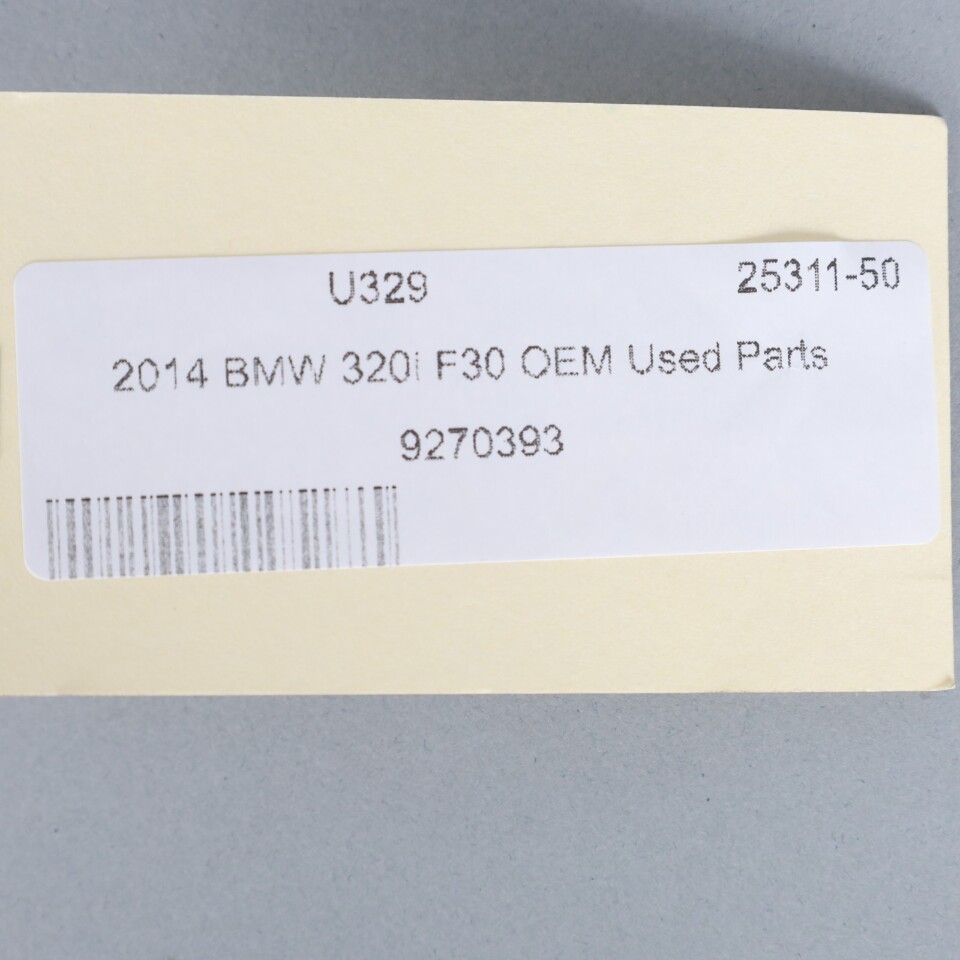 U329 25311-50
2014 BMW 320i F30 OEM Used Parts
9270393